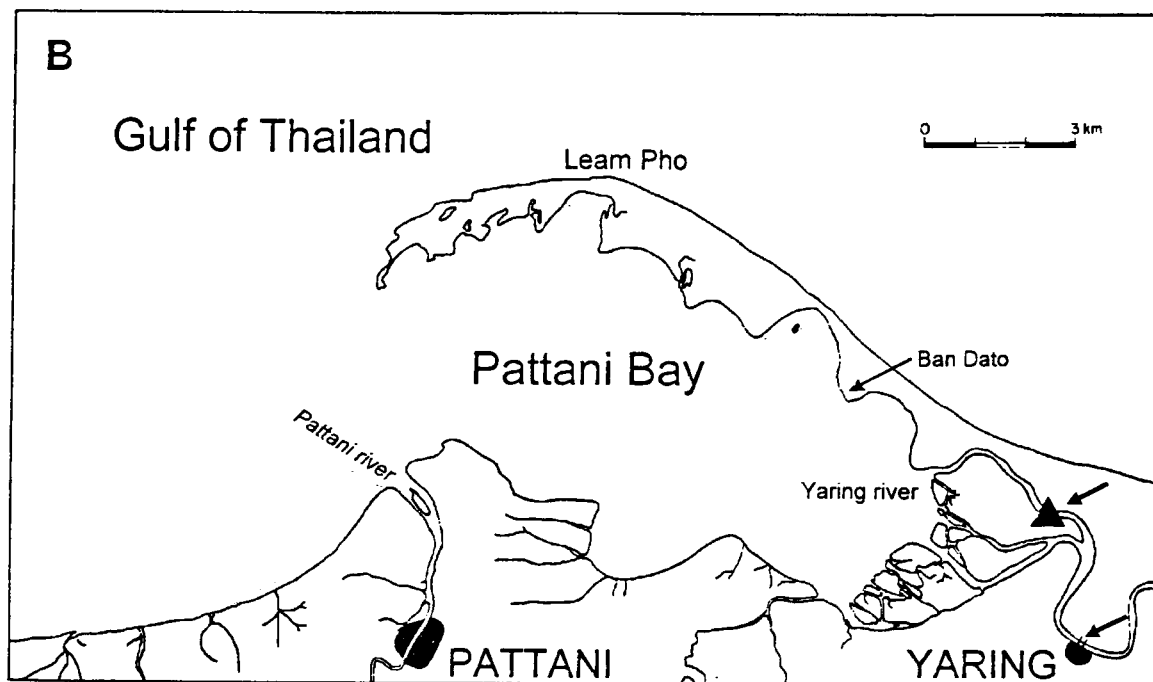 B
Gulf of Thailand
0 3 km
Leam Pho
Pattani Bay
Ban Dato
Pattani river
Yaring river
PATTANI
YARING